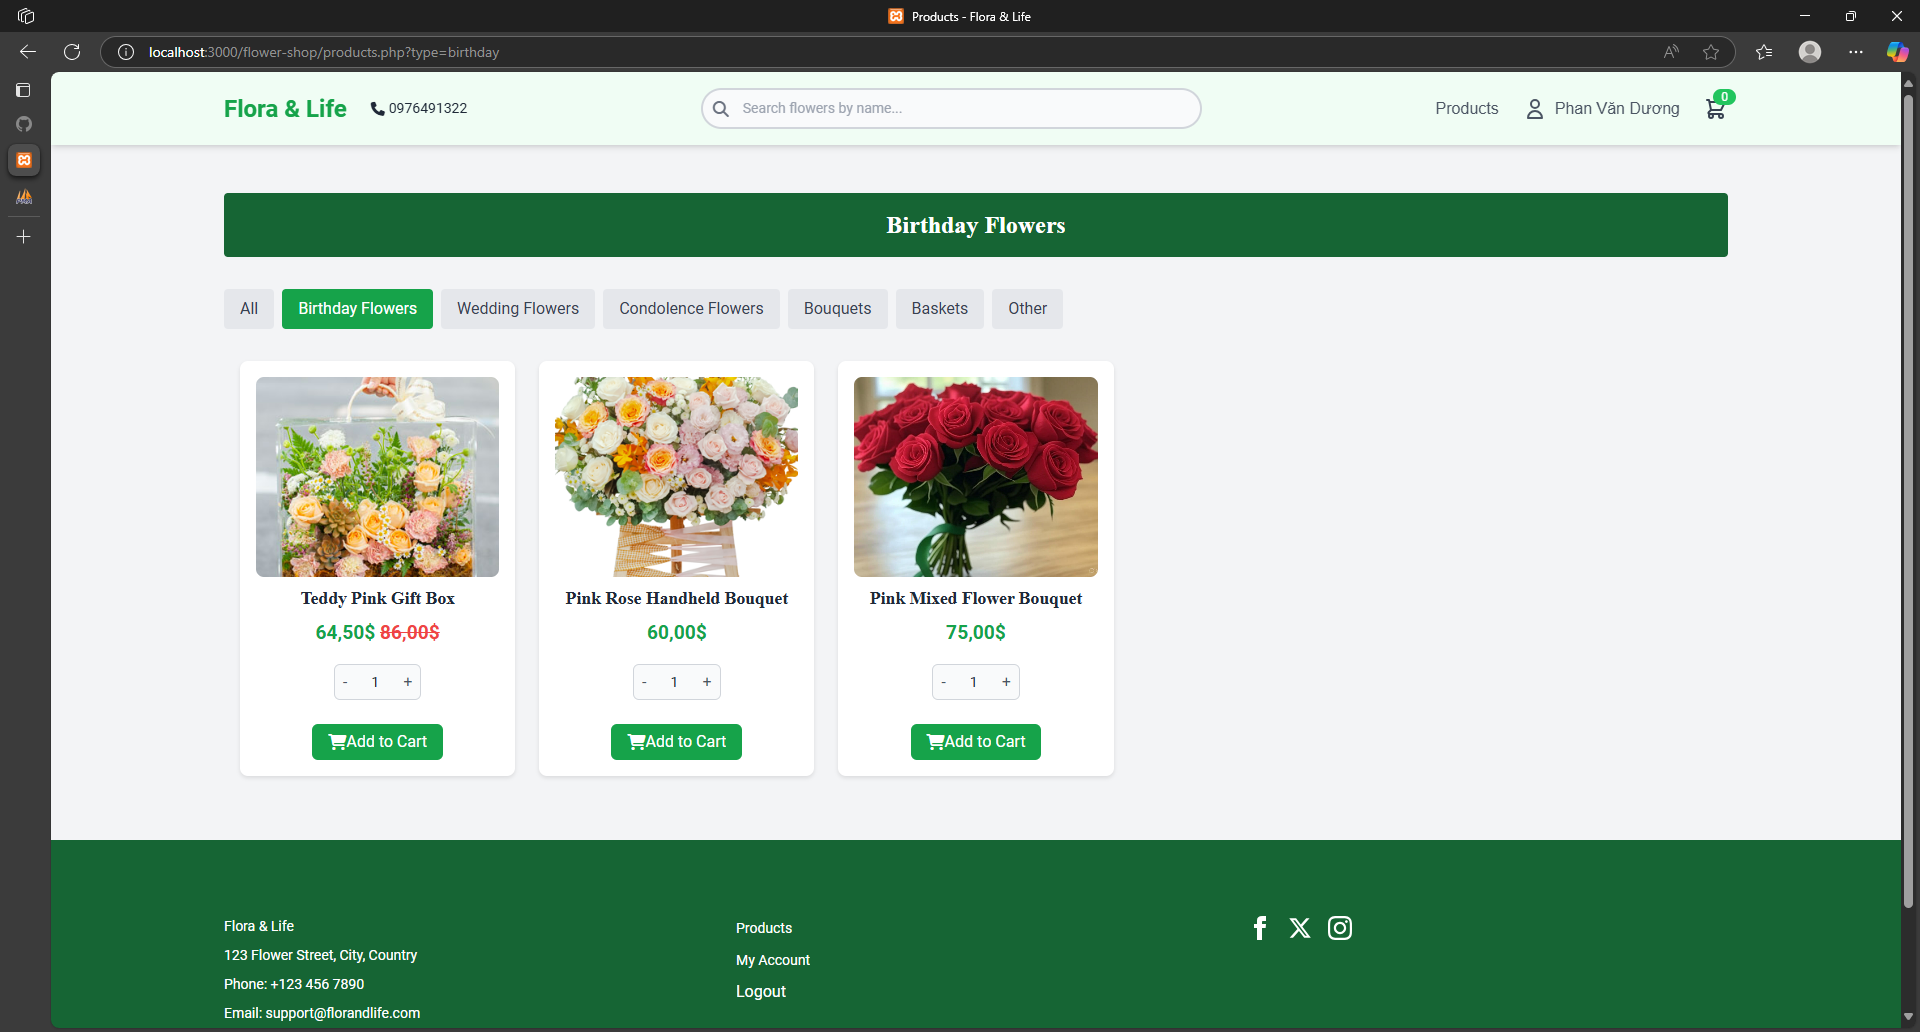 Products - Flora & Life
localhost:3000/flower-shop/products.php?type=birthday
Flora & Life
0976491322
Search flowers by name...
Products
Phan Văn Dương
0
Birthday Flowers
All
Birthday Flowers
Wedding Flowers
Condolence Flowers
Bouquets
Baskets
Other
Teddy Pink Gift Box
64,50$ 86,00$
- 1 +
Add to Cart
Pink Rose Handheld Bouquet
60,00$
- 1 +
Add to Cart
Pink Mixed Flower Bouquet
75,00$
- 1 +
Add to Cart
Flora & Life
123 Flower Street, City, Country
Phone: +123 456 7890
Email: support@florandlife.com
Products
My Account
Logout